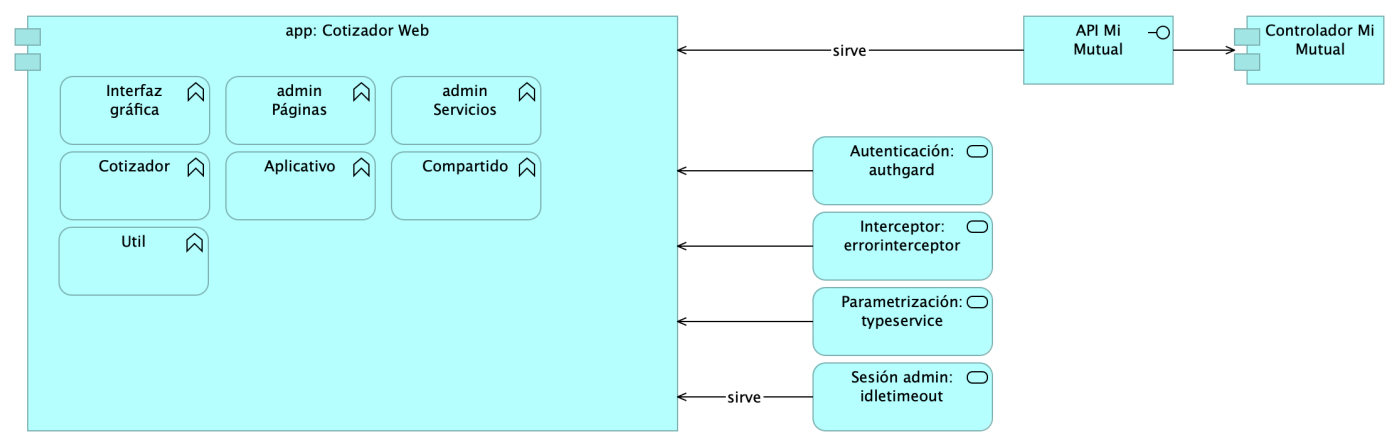 app: Cotizador Web
sirve
API Mi
Mutual
Controlador Mi
Mutual
Interfaz
gráfica
admin
Páginas
admin
Servicios
Cotizador
Aplicativo
Compartido
Util
Autenticación:
authgard
Interceptor:
errorinterceptor
Parametrización:
typeservice
Sesión admin:
idletimeout
sirve